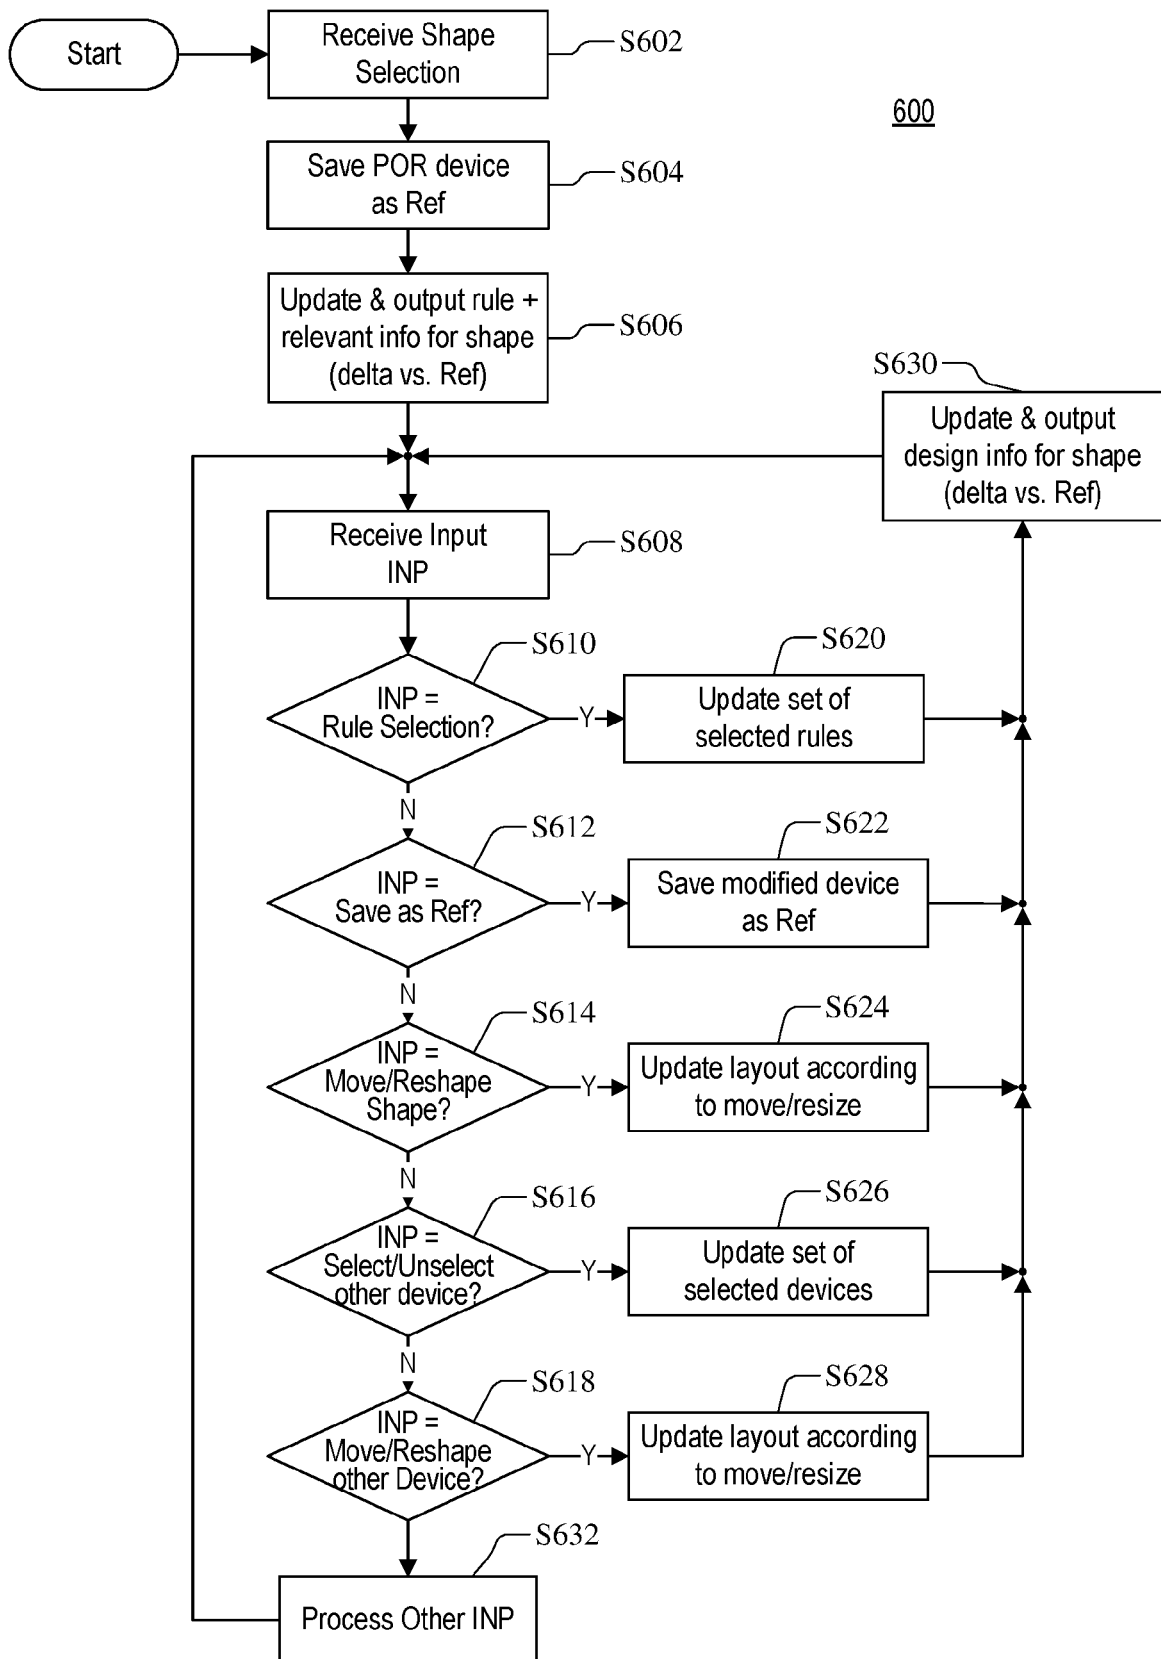 Start
Receive Shape
Selection
S602
600
Save POR device
as Ref
S604
Update & output rule +
relevant info for shape
(delta vs. Ref)
S606
S630
Update & output
design info for shape
(delta vs. Ref)
Receive Input
INP
S608
S610
INP =
Rule Selection?
Y
S620
Update set of
selected rules
N
S612
INP =
Save as Ref?
Y
S622
Save modified device
as Ref
N
S614
INP =
Move/Reshape
Shape?
Y
S624
Update layout according
to move/resize
N
S616
INP =
Select/Unselect
other device?
Y
S626
Update set of
selected devices
N
S618
INP =
Move/Reshape
other Device?
Y
S628
Update layout according
to move/resize
S632
Process Other INP